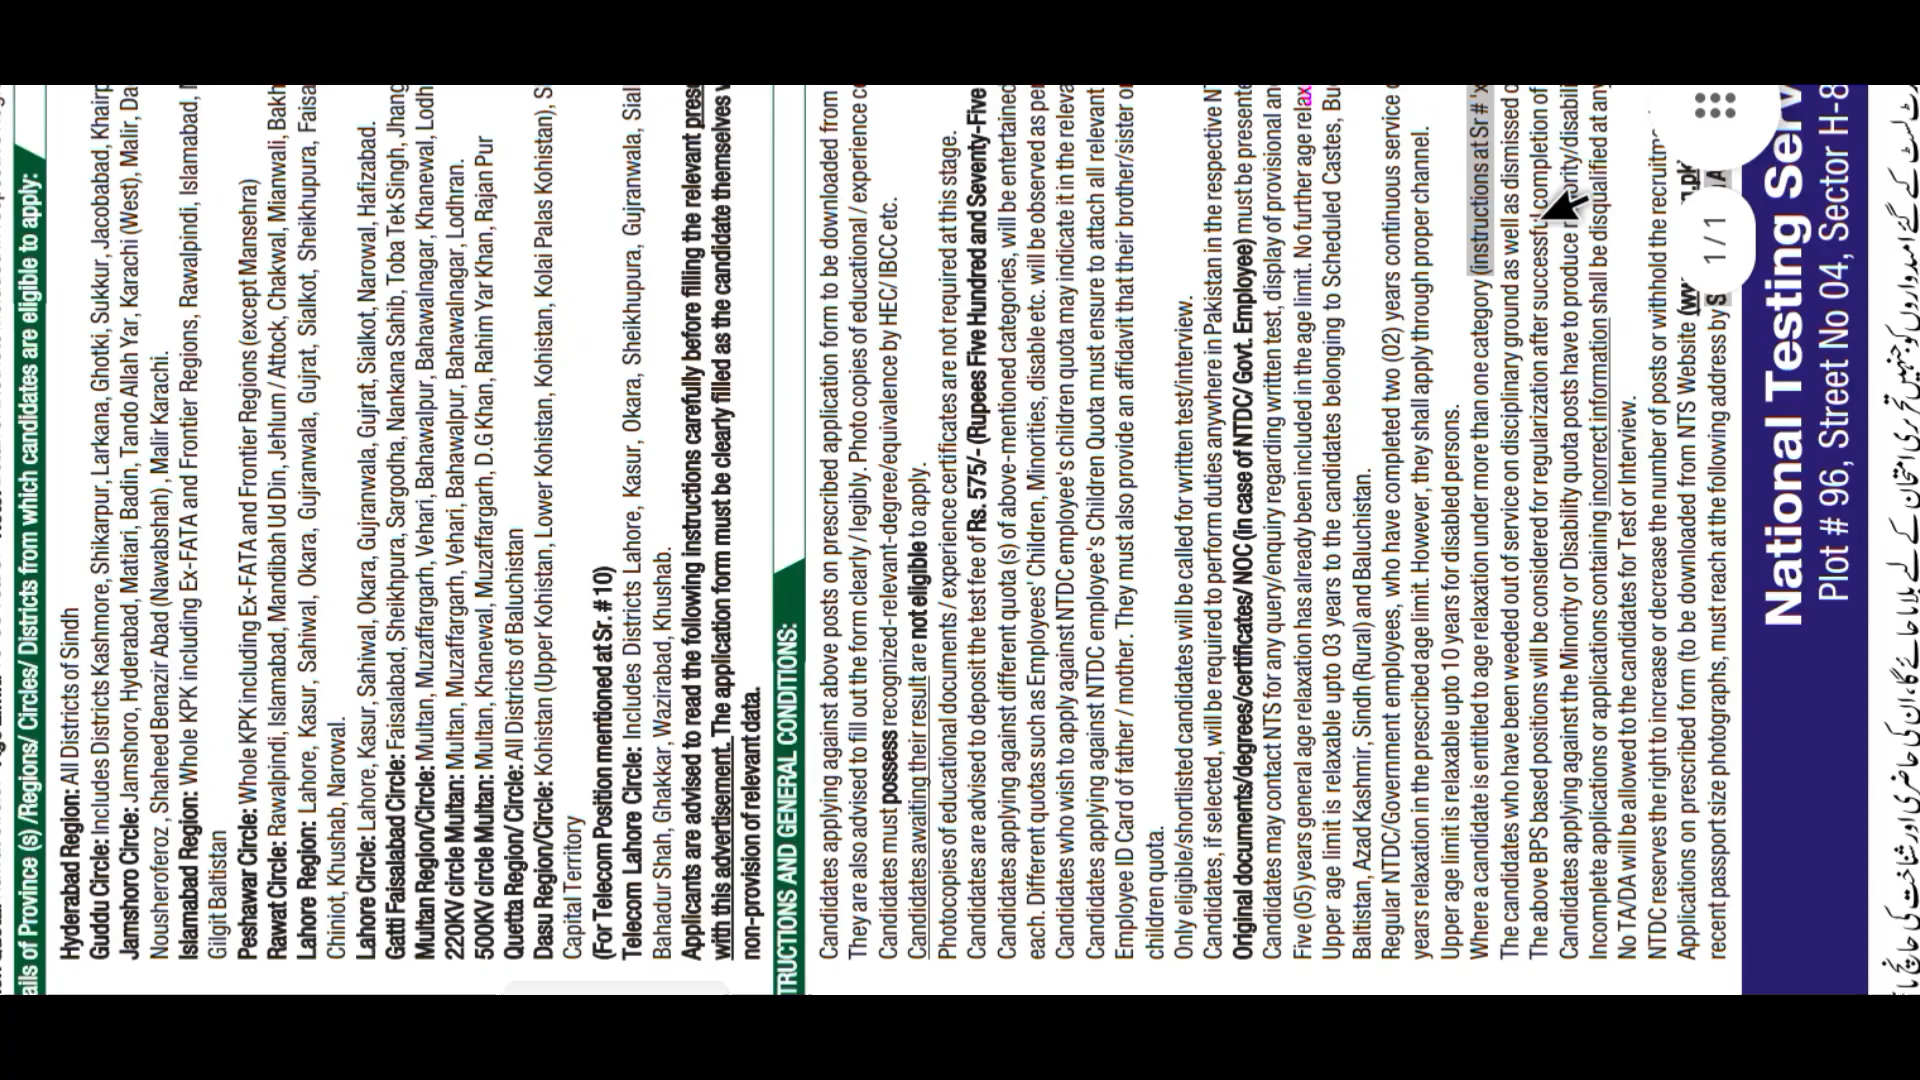 ails of Province (s) /Regions/ Circles/ Districts from which candidates are eligible to apply:
Hyderabad Region: All Districts of Sindh
Guddu Circle: Includes Districts Kashmore, Shikarpur, Larkana, Ghotki, Sukkur, Jacobabad, Khairp
Jamshoro Circle: Jamshoro, Hyderabad, Matiari, Badin, Tando Allah Yar, Karachi (West), Malir, Da
Nousheroferoz, Shaheed Benazir Abad (Nawabshah), Malir Karachi.
Islamabad Region: Whole KPK including Ex-FATA and Frontier Regions, Rawalpindi, Islamabad,
Gilgit Baltistan
Peshawar Circle: Whole KPK including Ex-FATA and Frontier Regions (except Mansehra)
Rawat Circle: Rawalpindi, Islamabad, Mandibah Ud Din, Jehlum / Attock, Chakwal, Mianwali, Bakh
Lahore Region: Lahore, Kasur, Sahiwal, Okara, Gujranwala, Gujrat, Sialkot, Sheikhupura, Faisa
Chiniot, Khushab, Narowal.
Lahore Circle: Lahore, Kasur, Sahiwal, Okara, Gujranwala, Gujrat, Sialkot, Narowal, Hafizabad.
Gatti Faisalabad Circle: Faisalabad, Sheikhpura, Sargodha, Nankana Sahib, Toba Tek Singh, Jhang
Multan Region/Circle: Multan, Muzaffargarh, Vehari, Bahawalpur, Bahawalnagar, Khanewal, Lodh
220KV circle Multan: Multan, Muzaffargarh, Vehari, Bahawalpur, Bahawalnagar, Lodhran.
500KV circle Multan: Multan, Khanewal, Muzaffargarh, D.G Khan, Rahim Yar Khan, Rajan Pur
Quetta Region/ Circle: All Districts of Baluchistan
Dasu Region/Circle: Kohistan (Upper Kohistan, Lower Kohistan, Kohistan, Kolai Palas Kohistan), S
Capital Territory
(For Telecom Position mentioned at Sr. # 10)
Telecom Lahore Circle: Includes Districts Lahore, Kasur, Okara, Sheikhupura, Gujranwala, Sial
Bahadur Shah, Ghakkar, Wazirabad, Khushab.
Applicants are advised to read the following instructions carefully before filling the relevant pres
with this advertisement. The application form must be clearly filled as the candidate themselves
non-provision of relevant data.
TRUCTIONS AND GENERAL CONDITIONS:
Candidates applying against above posts on prescribed application form to be downloaded from
They are also advised to fill out the form clearly / legibly. Photo copies of educational / experience c
Candidates must possess recognized-relevant-degree/equivalence by HEC/ IBCC etc.
Candidates awaiting their result are not eligible to apply.
Photocopies of educational documents / experience certificates are not required at this stage.
Candidates are advised to deposit the test fee of Rs. 575/- (Rupees Five Hundred and Seventy-Five
Candidates applying against different quota (s) of above-mentioned categories, will be entertained
each. Different quotas such as Employees' Children, Minorities, disable etc. will be observed as per
Candidates who wish to apply against NTDC employee's children quota may indicate it in the releva
Candidates applying against NTDC employee's Children Quota must ensure to attach all relevant
Employee ID Card of father / mother. They must also provide an affidavit that their brother/sister o
children quota.
Only eligible/shortlisted candidates will be called for written test/interview.
Candidates, if selected, will be required to perform duties anywhere in Pakistan in the respective NT
Original documents/degrees/certificates/ NOC (in case of NTDC/ Govt. Employee) must be presente
Candidates may contact NTS for any query/enquiry regarding written test, display of provisional an
Five (05) years general age relaxation has already been included in the age limit. No further age relax
Upper age limit is relaxable upto 03 years to the candidates belonging to Scheduled Castes, Bu
Baltistan, Azad Kashmir, Sindh (Rural) and Baluchistan.
Regular NTDC/Government employees, who have completed two (02) years continuous service o
years relaxation in the prescribed age limit. However, they shall apply through proper channel.
Upper age limit is relaxable upto 10 years for disabled persons.
Where a candidate is entitled to age relaxation under more than one category (instructions at Sr # 'x
The candidates who have been weeded out of service on disciplinary ground as well as dismissed o
The above BPS based positions will be considered for regularization after successful completion of
Candidates applying against the Minority or Disability quota posts have to produce
Incomplete applications or applications containing incorrect information shall be disqualified at any
No TA/DA will be allowed to the candidates for Test or Interview.
NTDC reserves the right to increase or decrease the number of posts or withhold the recruitm
Applications on prescribed form (to be downloaded from NTS Website
recent passport size photographs, must reach at the following address by
1 / 1
National Testing Serv
Plot # 96, Street No 04, Sector H-8